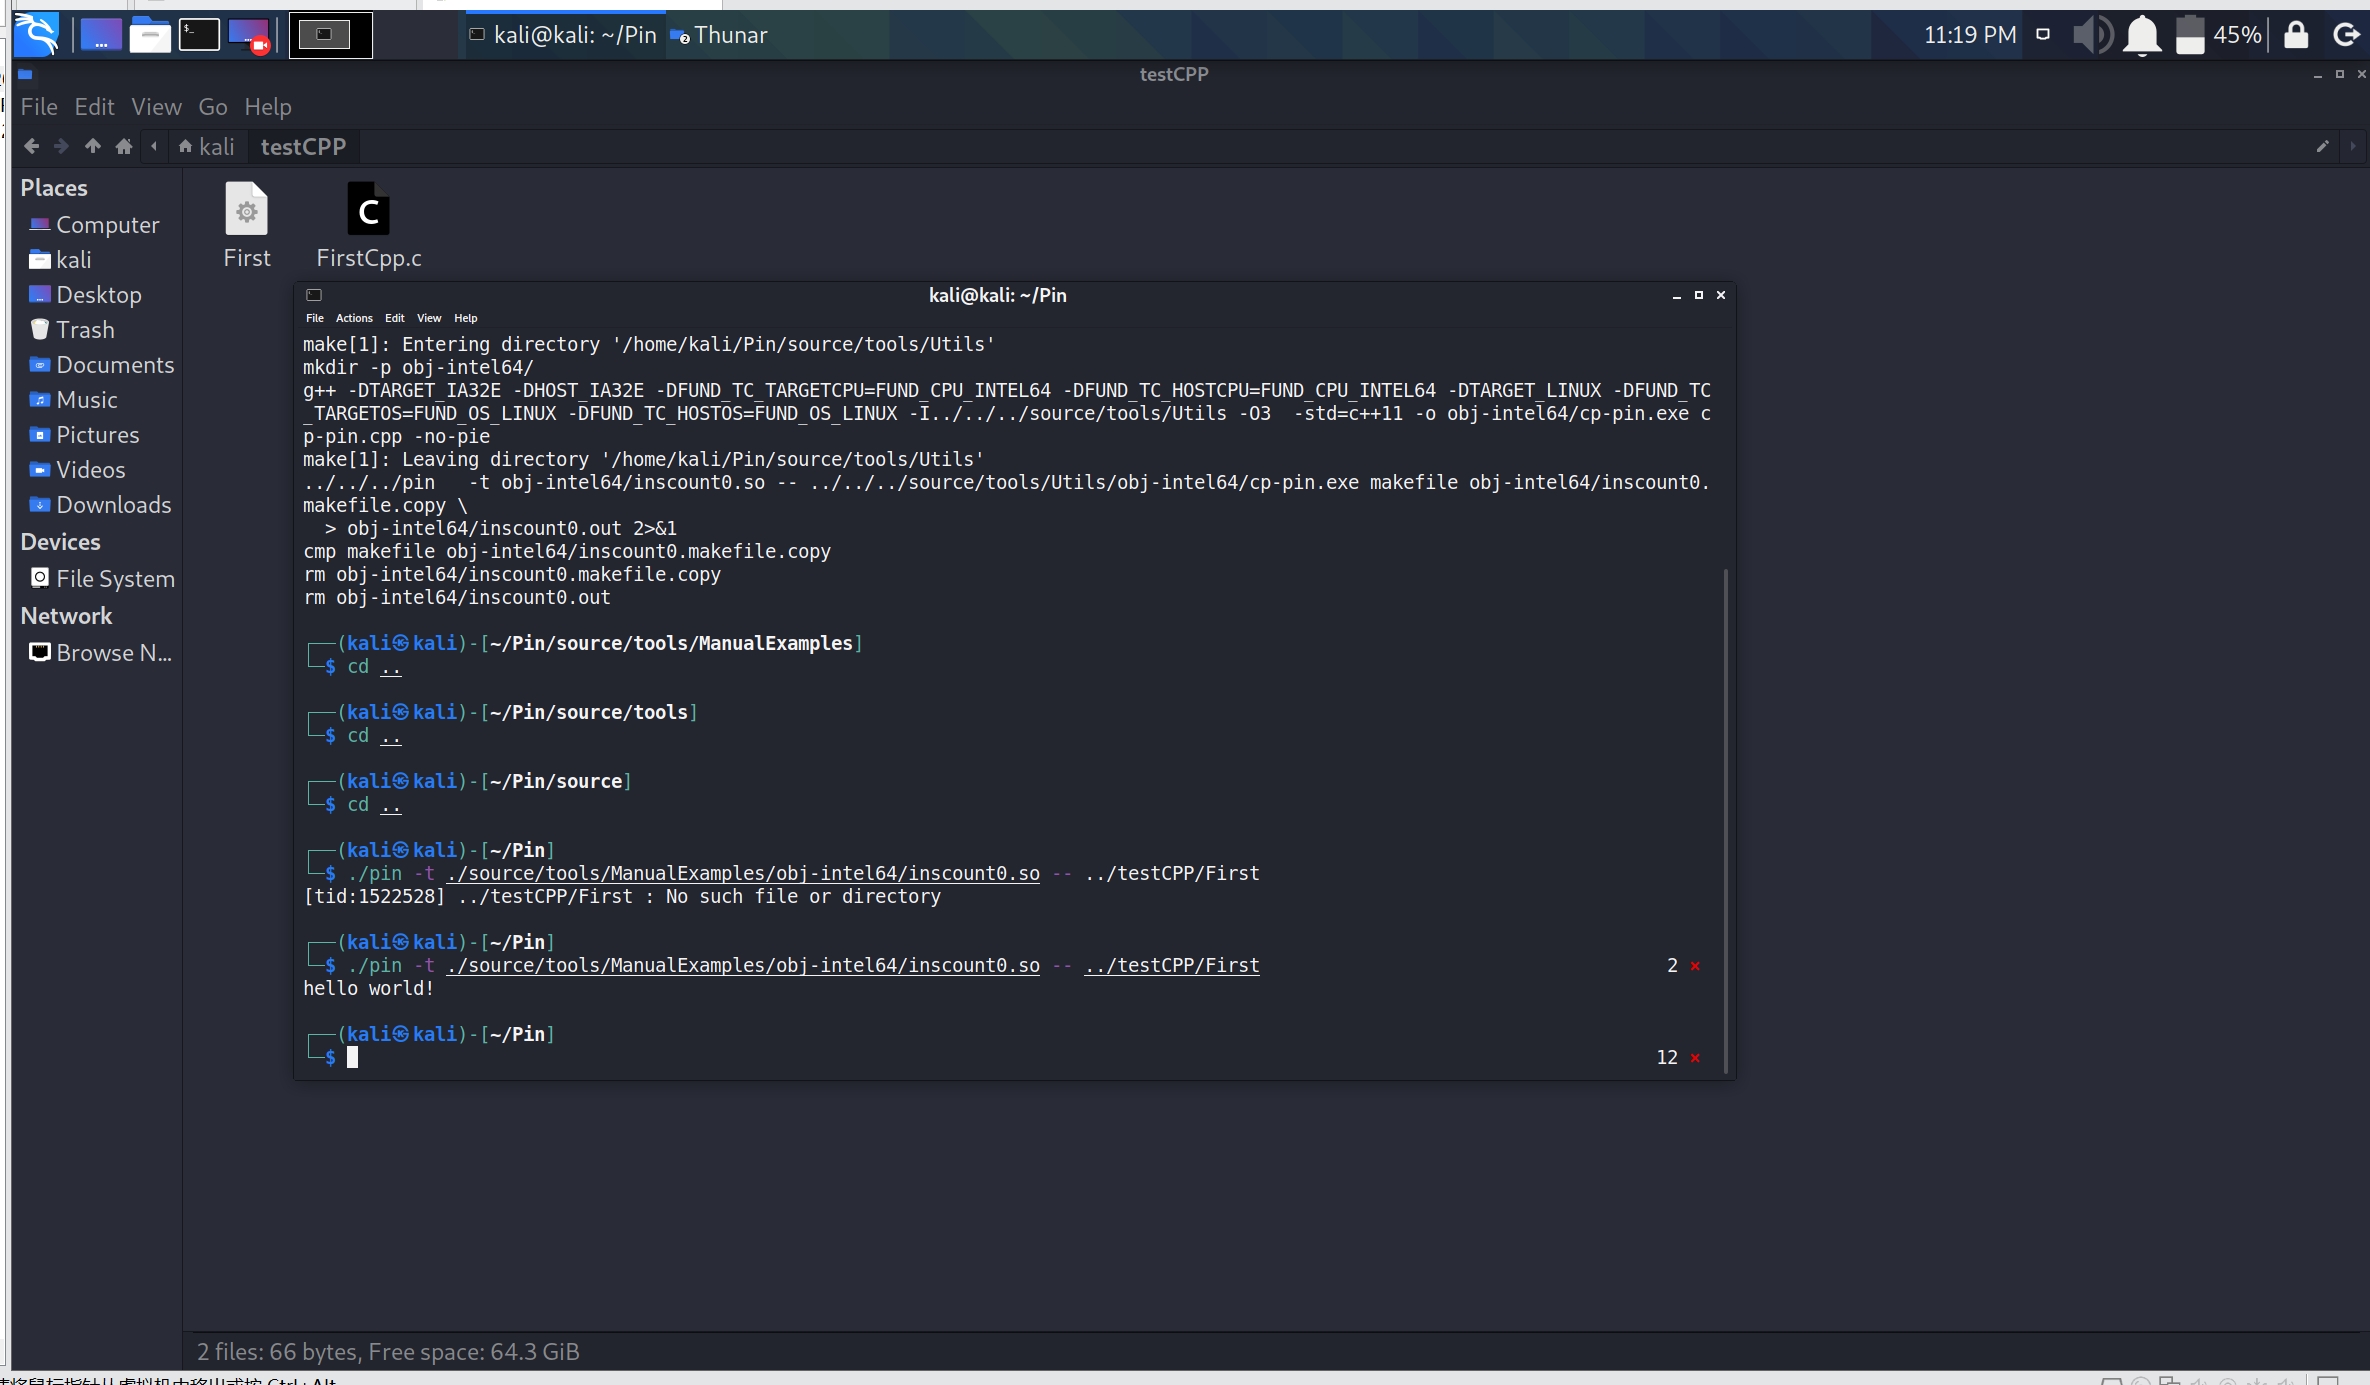 kali@kali: ~/Pin
Thunar
11:19 PM
45%
testCPP
File Edit View Go Help
kali testCPP
Places
Computer
kali
Desktop
Trash
Documents
Music
Pictures
Videos
Downloads
Devices
File System
Network
Browse N...
First
FirstCpp.c
kali@kali: ~/Pin
File Actions Edit View Help
make[1]: Entering directory '/home/kali/Pin/source/tools/Utils'
mkdir -p obj-intel64/
g++ -DTARGET_IA32E -DHOST_IA32E -DFUND_TC_TARGETCPU=FUND_CPU_INTEL64 -DFUND_TC_HOSTCPU=FUND_CPU_INTEL64 -DTARGET_LINUX -DFUND_TC
_TARGETOS=FUND_OS_LINUX -DFUND_TC_HOSTOS=FUND_OS_LINUX -I../../../source/tools/Utils -O3  -std=c++11 -o obj-intel64/cp-pin.exe c
p-pin.cpp -no-pie
make[1]: Leaving directory '/home/kali/Pin/source/tools/Utils'
../../../pin   -t obj-intel64/inscount0.so -- ../../../source/tools/Utils/obj-intel64/cp-pin.exe makefile obj-intel64/inscount0.
makefile.copy \
  > obj-intel64/inscount0.out 2>&1
cmp makefile obj-intel64/inscount0.makefile.copy
rm obj-intel64/inscount0.makefile.copy
rm obj-intel64/inscount0.out
┌──(kali㉿kali)-[~/Pin/source/tools/ManualExamples]
└─$ cd ..
┌──(kali㉿kali)-[~/Pin/source/tools]
└─$ cd ..
┌──(kali㉿kali)-[~/Pin/source]
└─$ cd ..
┌──(kali㉿kali)-[~/Pin]
└─$ ./pin -t ./source/tools/ManualExamples/obj-intel64/inscount0.so -- ../testCPP/First
[tid:1522528] ../testCPP/First : No such file or directory
┌──(kali㉿kali)-[~/Pin]
└─$ ./pin -t ./source/tools/ManualExamples/obj-intel64/inscount0.so -- ../testCPP/First 2 ⨯
hello world!
┌──(kali㉿kali)-[~/Pin]
└─$ 12 ⨯
2 files: 66 bytes, Free space: 64.3 GiB